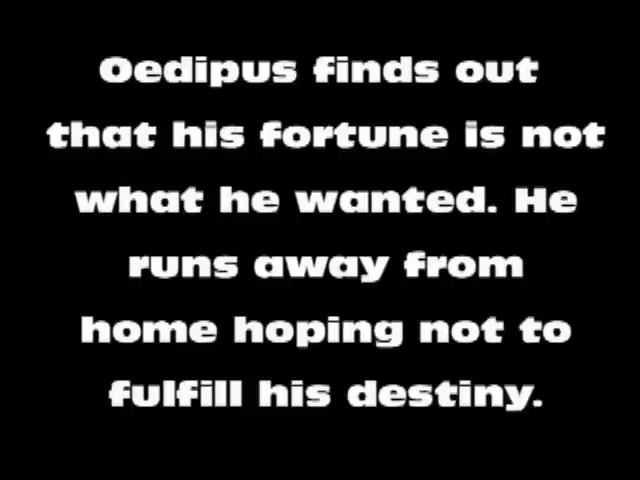 Oedipus finds out
that his fortune is not
what he wanted. He
runs away from
home hoping not to
fulfill his destiny.